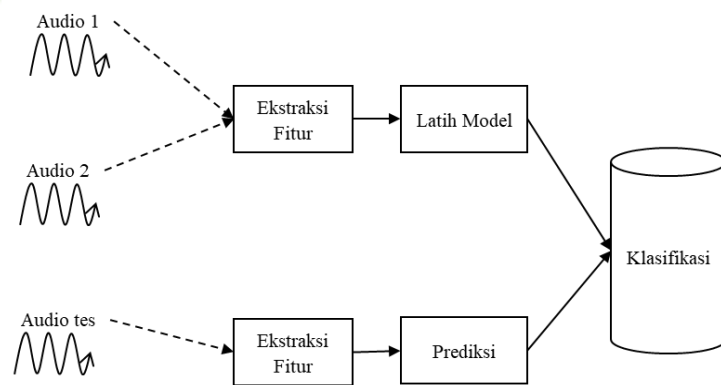 Audio 1
Ekstraksi
Fitur
Latih Model
Audio 2
Klasifikasi
Audio tes
Ekstraksi
Fitur
Prediksi